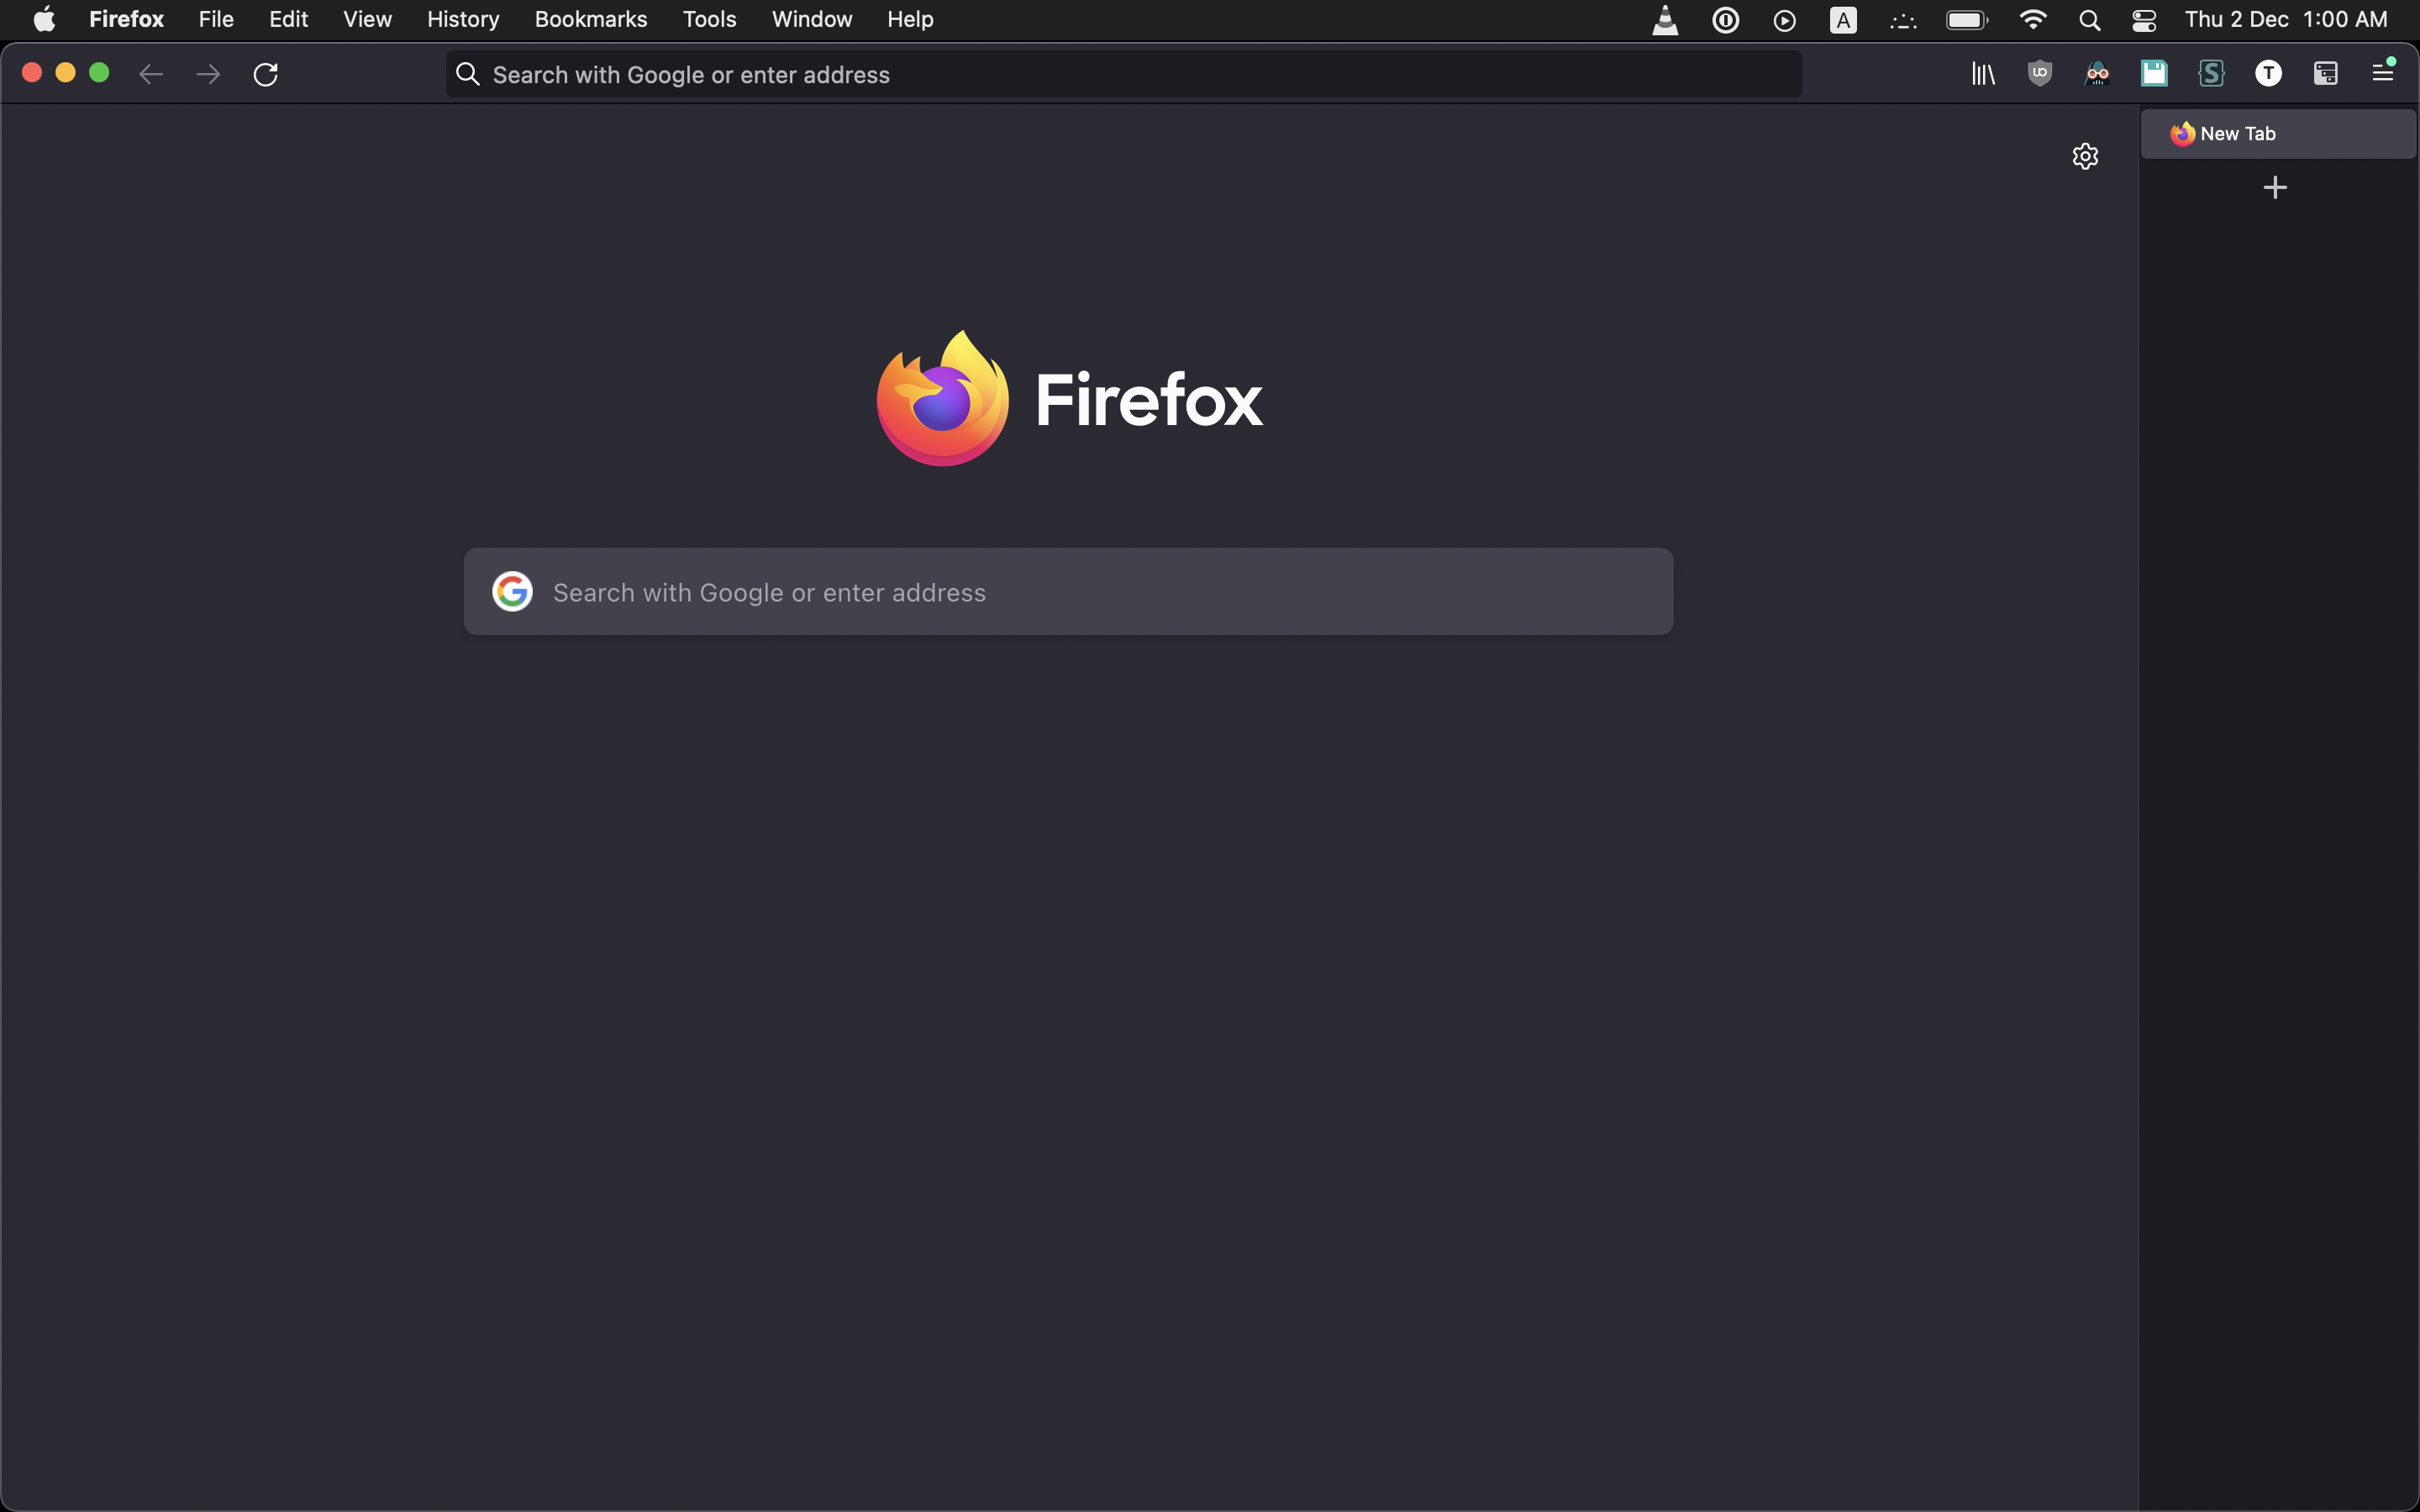 Firefox File Edit View History Bookmarks Tools Window Help A Thu 2 Dec 1:00 AM
Search with Google or enter address
UO S T
New Tab
Firefox
G Search with Google or enter address